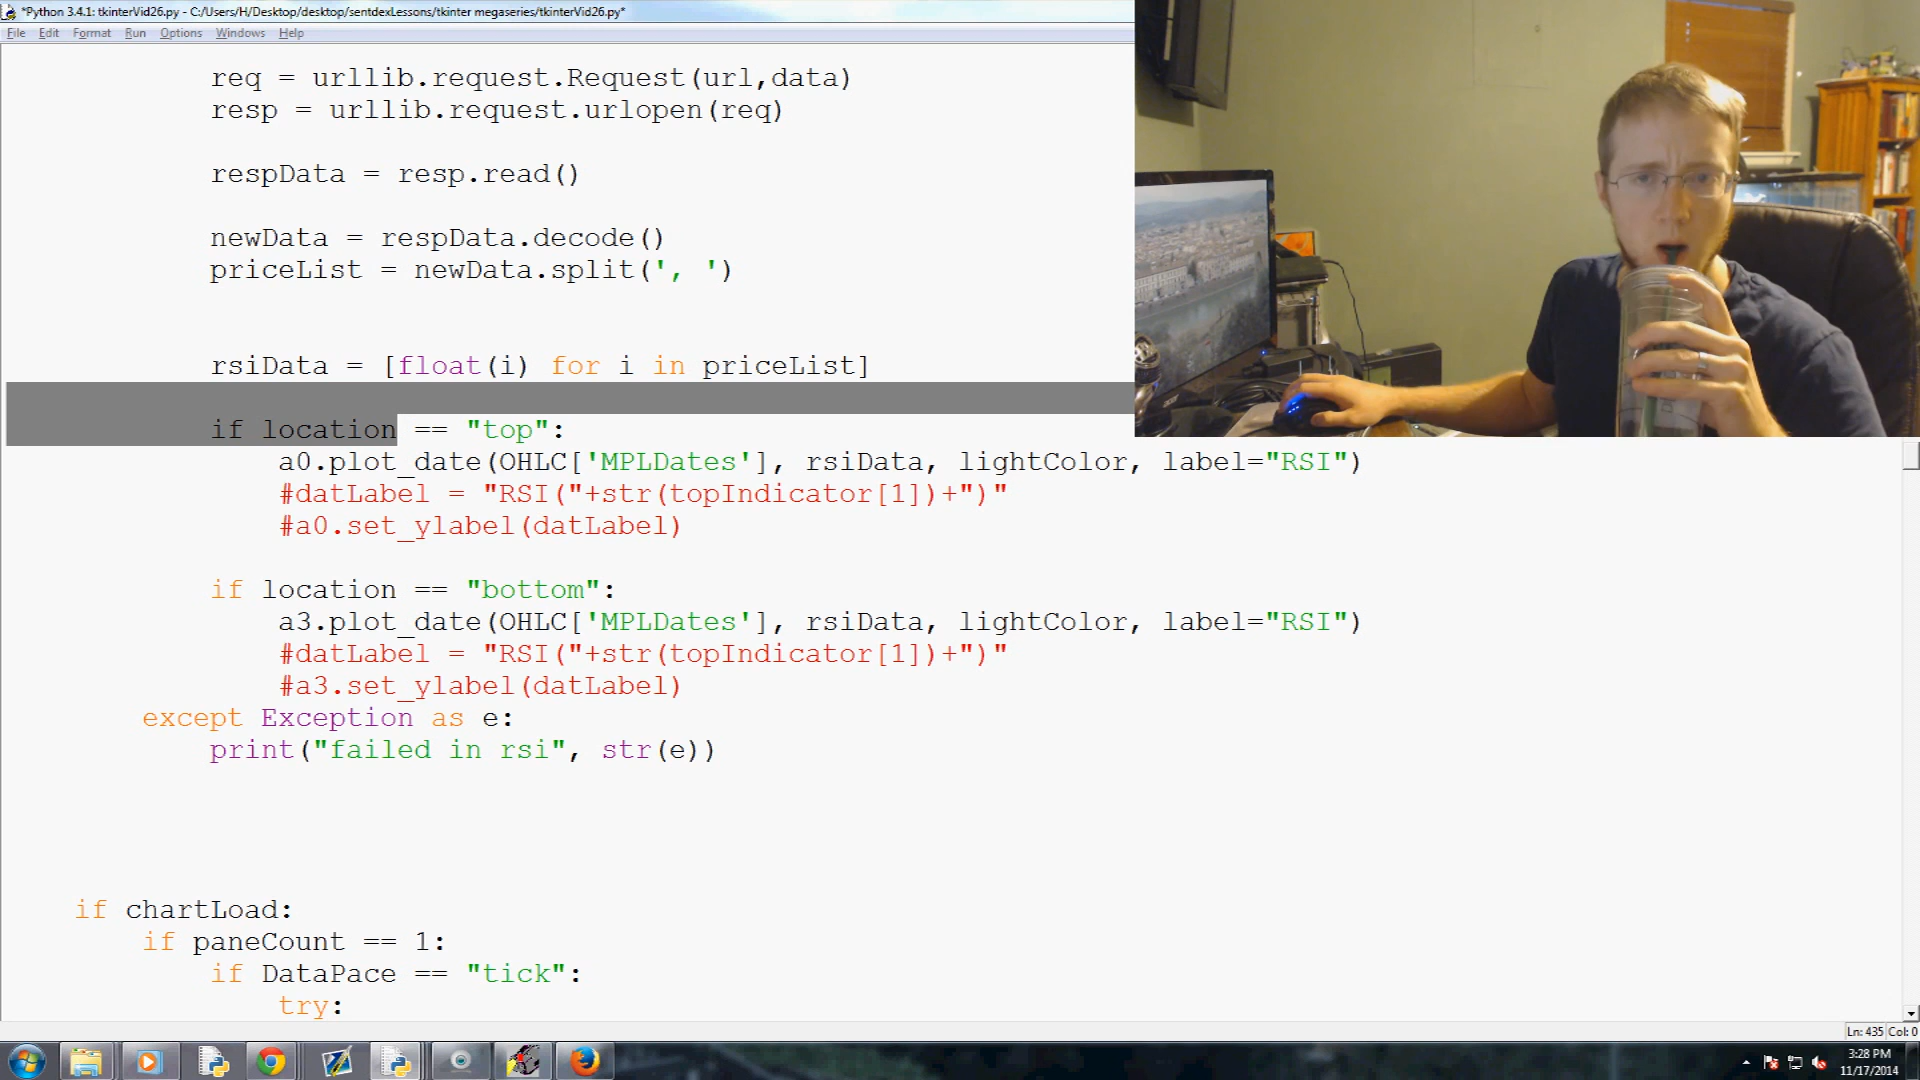 *Python 3.4.1: tkinterVid26.py - C:/Users/H/Desktop/desktop/sentdexLessons/tkinter megaseries/tkinterVid26.py*
File Edit Format Run Options Windows Help
req = urllib.request.Request(url,data)
resp = urllib.request.urlopen(req)
respData = resp.read()
newData = respData.decode()
priceList = newData.split(', ')
rsiData = [float(i) for i in priceList]
if location == "top":
a0.plot_date(OHLC['MPLDates'], rsiData, lightColor, label="RSI")
#datLabel = "RSI("+str(topIndicator[1])+")"
#a0.set_ylabel(datLabel)
if location == "bottom":
a3.plot_date(OHLC['MPLDates'], rsiData, lightColor, label="RSI")
#datLabel = "RSI("+str(topIndicator[1])+")"
#a3.set_ylabel(datLabel)
except Exception as e:
print("failed in rsi", str(e))
if chartLoad:
if paneCount == 1:
if DataPace == "tick":
try:
Ln: 435 Col: 0
3:28 PM
11/17/2014